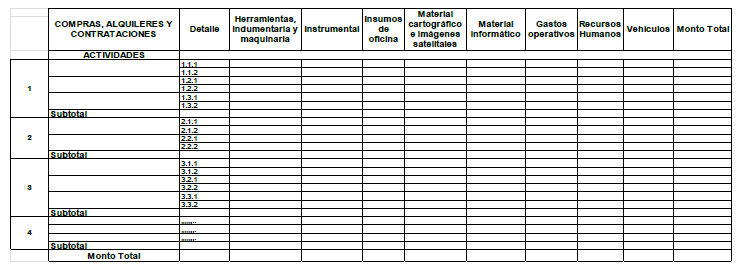 COMPRAS, ALQUILERES Y CONTRATACIONES
Detalle
Herramientas, indumentaria y maquinaria
Instrumental
Insumos de oficina
Material cartográfico e imágenes satelitales
Material informático
Gastos operativos
Recursos Humanos
Vehículos
Monto Total
ACTIVIDADES
1
1.1.1
1.1.2
1.2.1
1.2.2
1.3.1
1.3.2
Subtotal
2
2.1.1
2.1.2
2.2.1
2.2.2
Subtotal
3
3.1.1
3.1.2
3.2.1
3.2.2
3.3.1
3.3.2
Subtotal
4
........
........
........
Subtotal
Monto Total